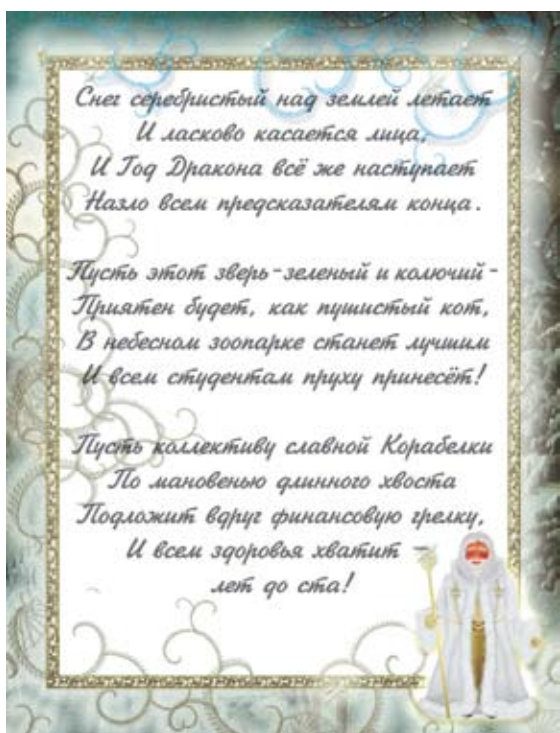 Снег серебристый над землей летает
И ласково касается лица,
И Год Дракона всё же наступает
Назло всем предсказателям конца.
Пусть этот зверь - зеленый и колючий -
Приятен будет, как пушистый кот,
В небесном зоопарке станет лучшим
И всем студентам пруху принесёт!
Пусть коллективу славной Корабелки
По мановенью длинного хвоста
Подложит вдруг финансовую грелку,
И всем здоровья хватит –
лет до ста!